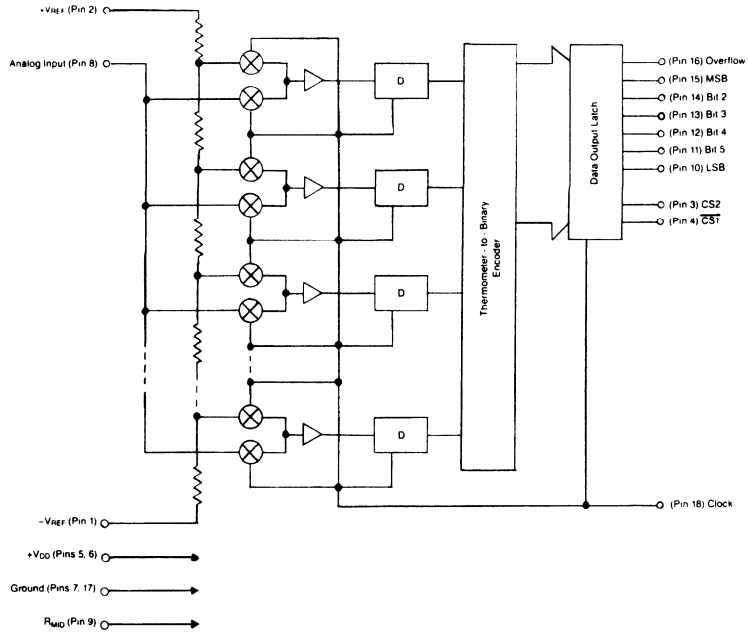 +VREF (Pin 2)
Analog Input (Pin 8)
D
D
D
D
Thermometer - to - Binary
Encoder
Data Output Latch
(Pin 16) Overflow
(Pin 15) MSB
(Pin 14) Bit 2
(Pin 13) Bit 3
(Pin 12) Bit 4
(Pin 11) Bit 5
(Pin 10) LSB
(Pin 3) CS2
(Pin 4) C̅S̅1̅
(Pin 18) Clock
-VREF (Pin 1)
+VDD (Pins 5, 6)
Ground (Pins 7, 17)
RMID (Pin 9)